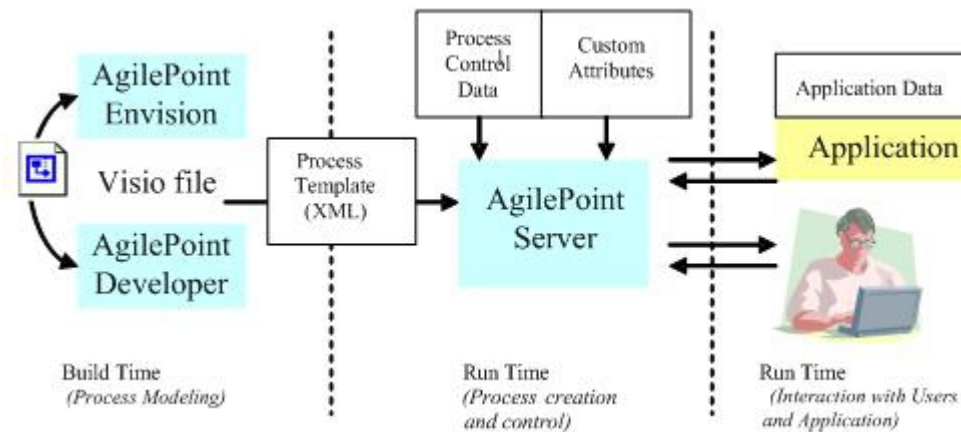 AgilePoint
Envision
Visio file
AgilePoint
Developer
Build Time
(Process Modeling)
Process
Template
(XML)
Process
Control
Data
Custom
Attributes
AgilePoint
Server
Run Time
(Process creation
and control)
Application Data
Application
Run Time
(Interaction with Users
and Application)